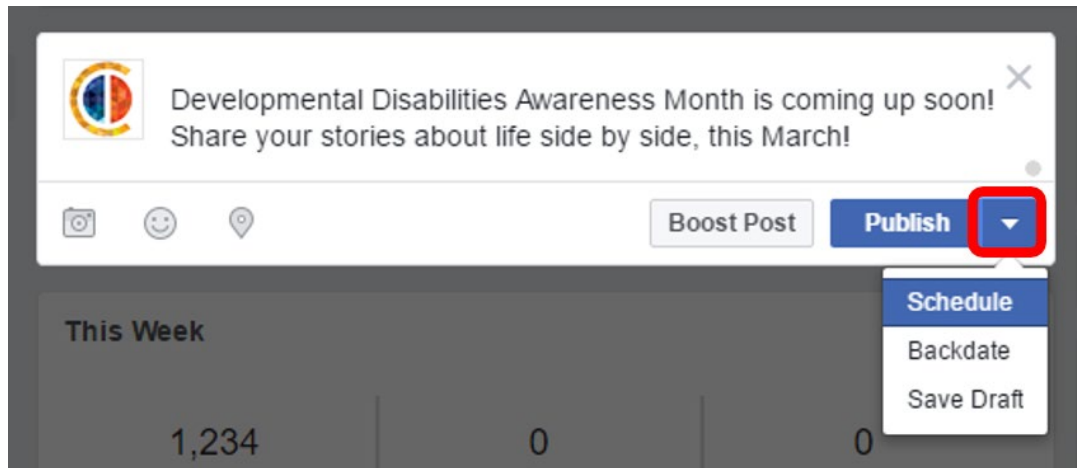 Developmental Disabilities Awareness Month is coming up soon!
Share your stories about life side by side, this March!
Boost Post Publish
Schedule
This Week
Backdate
Save Draft
1,234 0 0